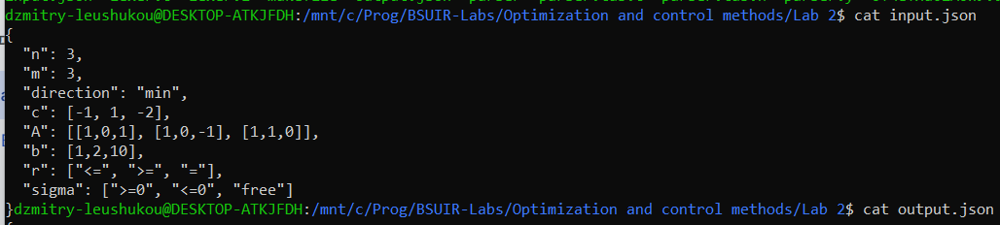 dzmitry-leushukou@DESKTOP-ATKJFDH:/mnt/c/Prog/BSUIR-Labs/Optimization and control methods/Lab 2$ cat input.json
{
  "n": 3,
  "m": 3,
  "direction": "min",
  "c": [-1, 1, -2],
  "A": [[1,0,1], [1,0,-1], [1,1,0]],
  "b": [1,2,10],
  "r": ["<=", ">=", "="],
  "sigma": [">=0", "<=0", "free"]
}dzmitry-leushukou@DESKTOP-ATKJFDH:/mnt/c/Prog/BSUIR-Labs/Optimization and control methods/Lab 2$ cat output.json